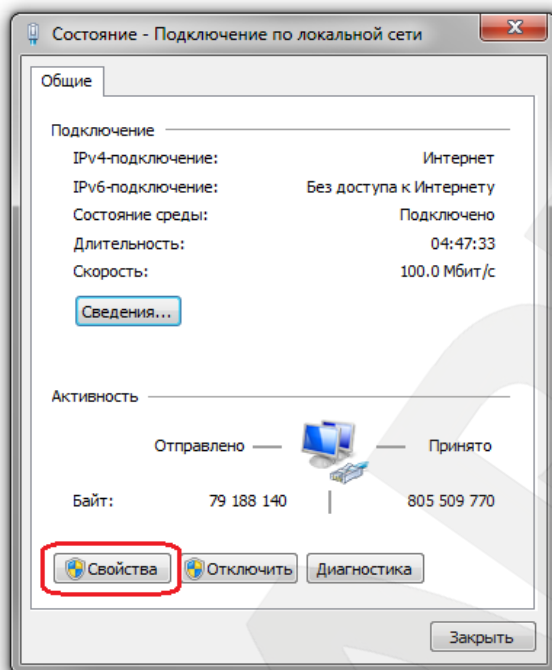 Состояние - Подключение по локальной сети
Общие
Подключение
IPv4-подключение: Интернет
IPv6-подключение: Без доступа к Интернету
Состояние среды: Подключено
Длительность: 04:47:33
Скорость: 100.0 Мбит/с
Сведения...
Активность
Отправлено — — Принято
Байт: 79 188 140 | 805 509 770
Свойства Отключить Диагностика
Закрыть